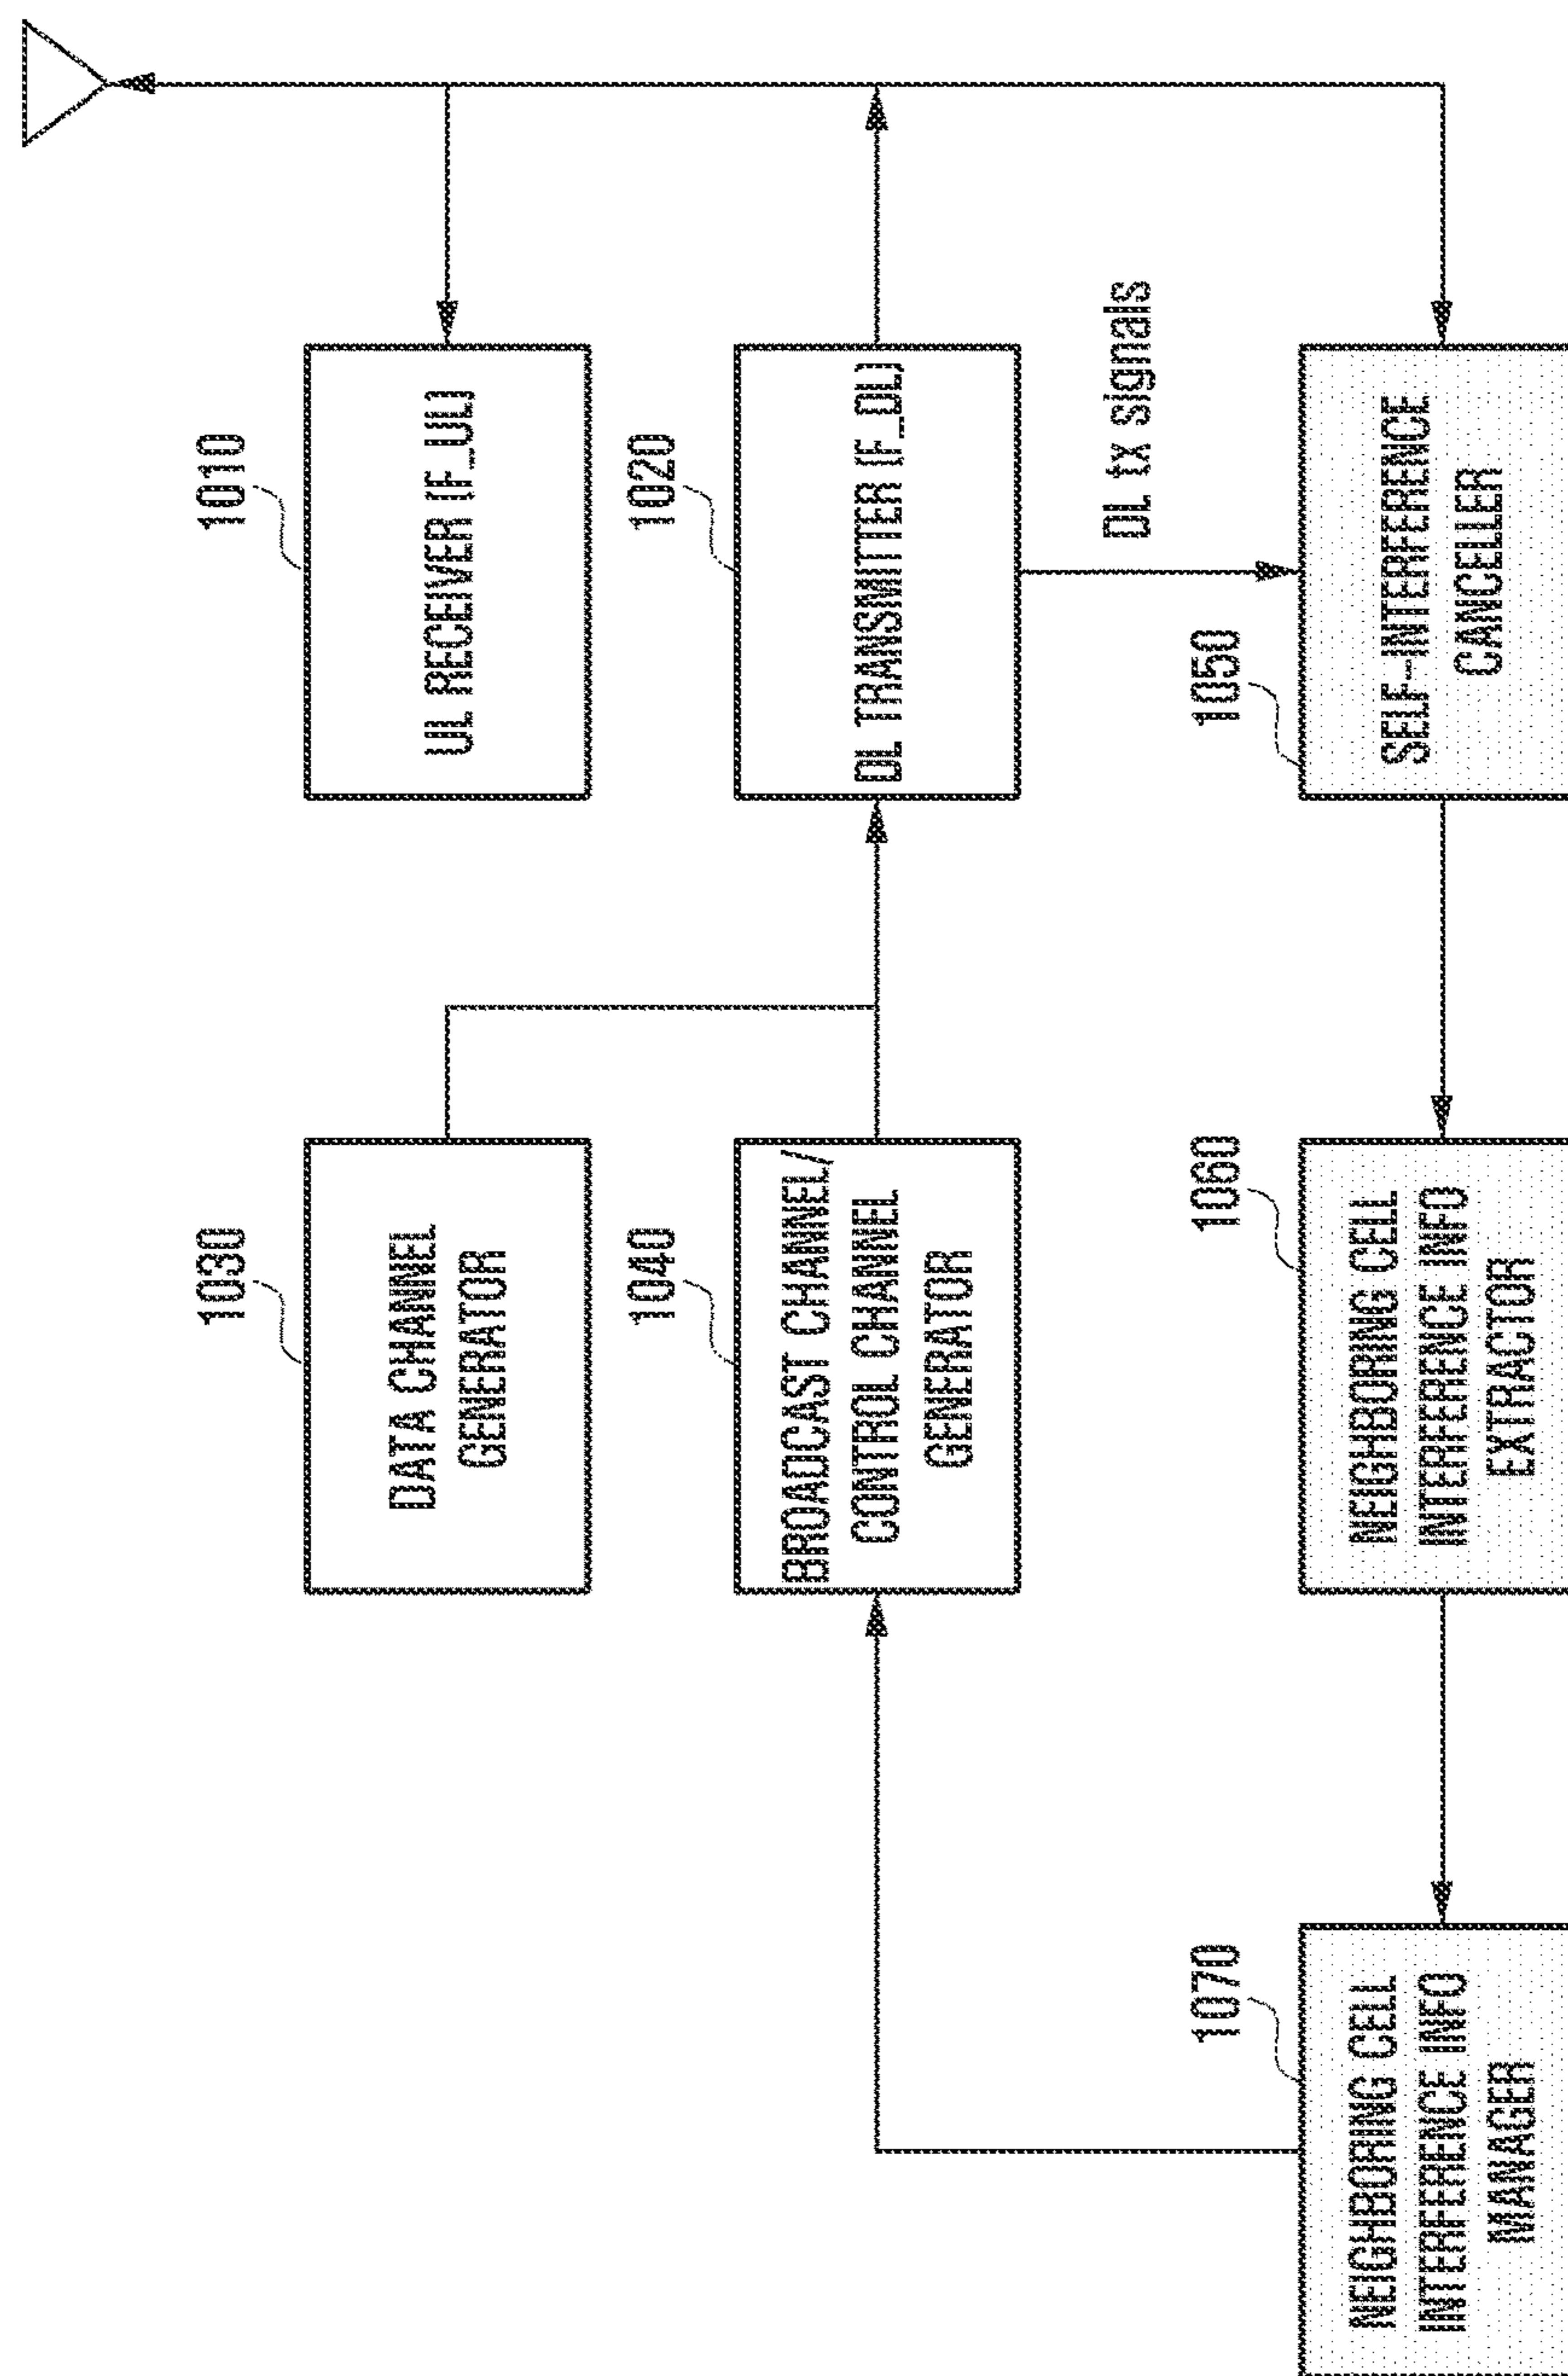 1010
UL RECEIVER (F_UL)
1020
DL TRANSMITTER (F_DL)
DL tx signals
1050
SELF-INTERFERENCE
CANCELLER
1030
DATA CHANNEL
GENERATOR
1040
BROADCAST CHANNEL/
CONTROL CHANNEL
GENERATOR
1060
NEIGHBORING CELL
INTERFERENCE INFO
EXTRACTOR
1070
NEIGHBORING CELL
INTERFERENCE INFO
MANAGER